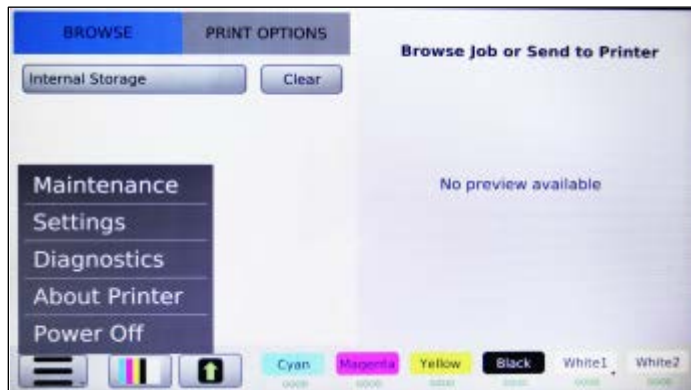 BROWSE
PRINT OPTIONS
Browse Job or Send to Printer
Internal Storage
Clear
No preview available
Maintenance
Settings
Diagnostics
About Printer
Power Off
Cyan
Magenta
Yellow
Black
White1
White2